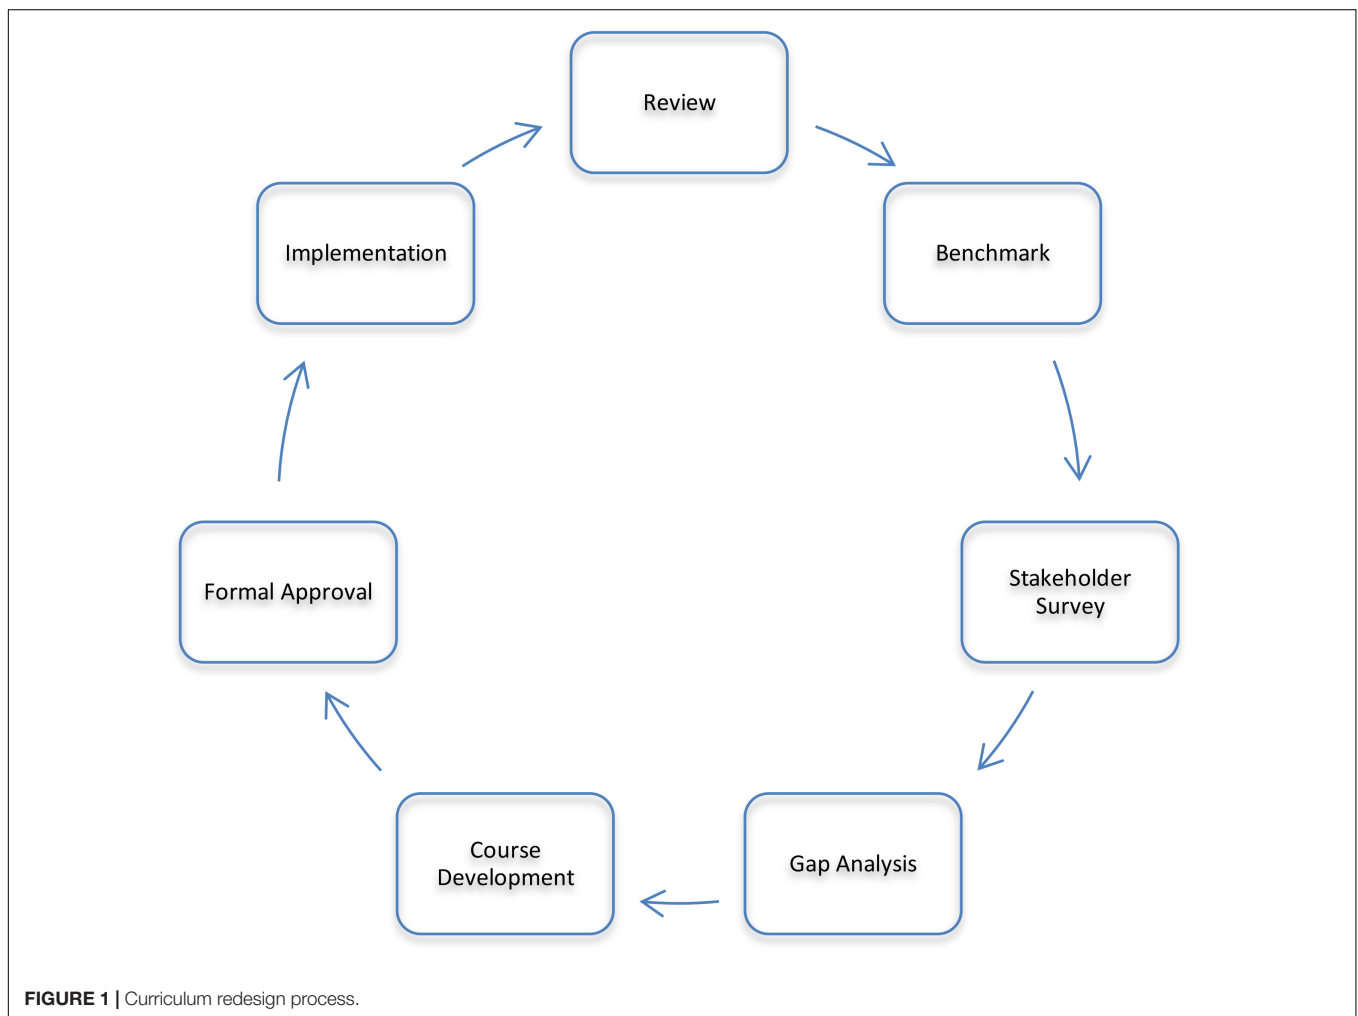 Review
Benchmark
Stakeholder
Survey
Gap Analysis
Course
Development
Formal Approval
Implementation
FIGURE 1 | Curriculum redesign process.